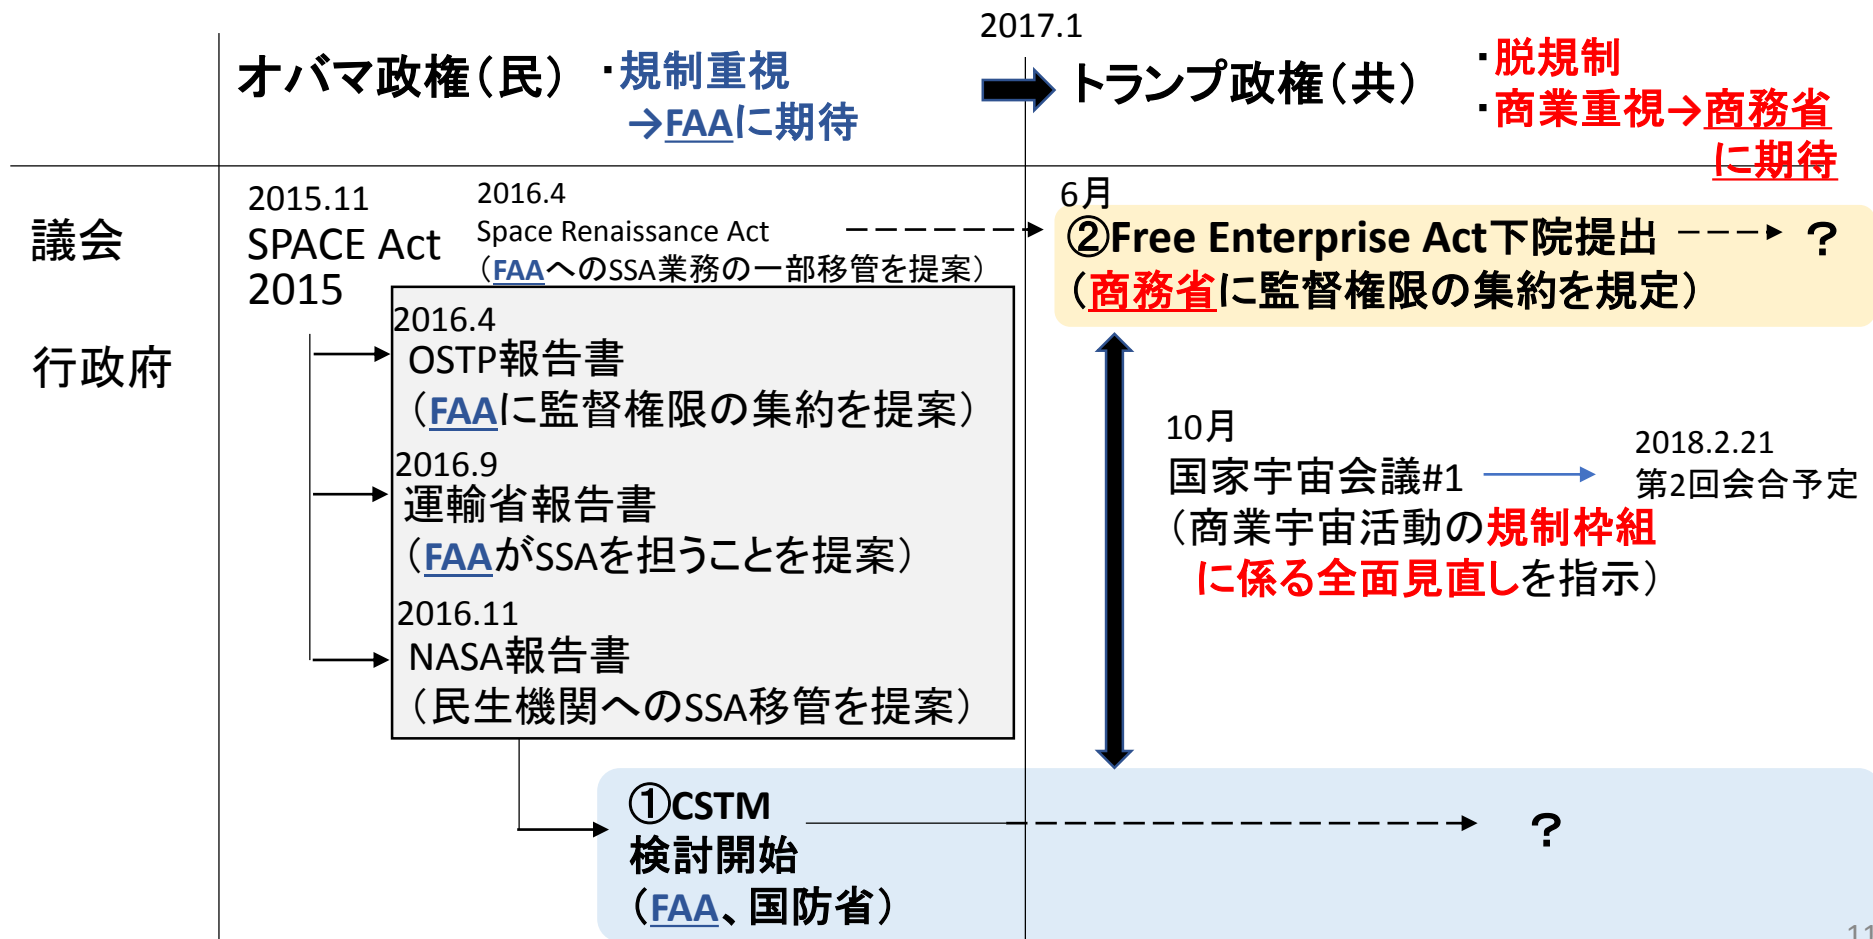 2017.1
オバマ政権（民）
・規制重視
→FAAに期待
トランプ政権（共）
・脱規制
・商業重視→商務省
に期待
議会
行政府
2015.11
SPACE Act
2015
2016.4
Space Renaissance Act
（FAAへのSSA業務の一部移管を提案）
6月
②Free Enterprise Act下院提出
（商務省に監督権限の集約を規定）
？
2016.4
OSTP報告書
（FAAに監督権限の集約を提案）
2016.9
運輸省報告書
（FAAがSSAを担うことを提案）
2016.11
NASA報告書
（民生機関へのSSA移管を提案）
10月
国家宇宙会議#1
（商業宇宙活動の規制枠組
に係る全面見直しを指示）
2018.2.21
第2回会合予定
①CSTM
検討開始
（FAA、国防省）
？
11